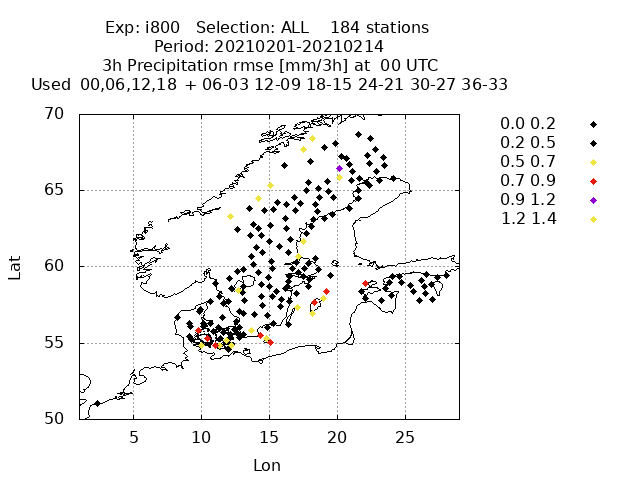 Exp: i800 Selection: ALL 184 stations
Period: 20210201-20210214
3h Precipitation rmse [mm/3h] at 00 UTC
Used 00,06,12,18 + 06-03 12-09 18-15 24-21 30-27 36-33
70
65
60
55
50
Lat
5 10 15 20 25
Lon
0.0 0.2
0.2 0.5
0.5 0.7
0.7 0.9
0.9 1.2
1.2 1.4